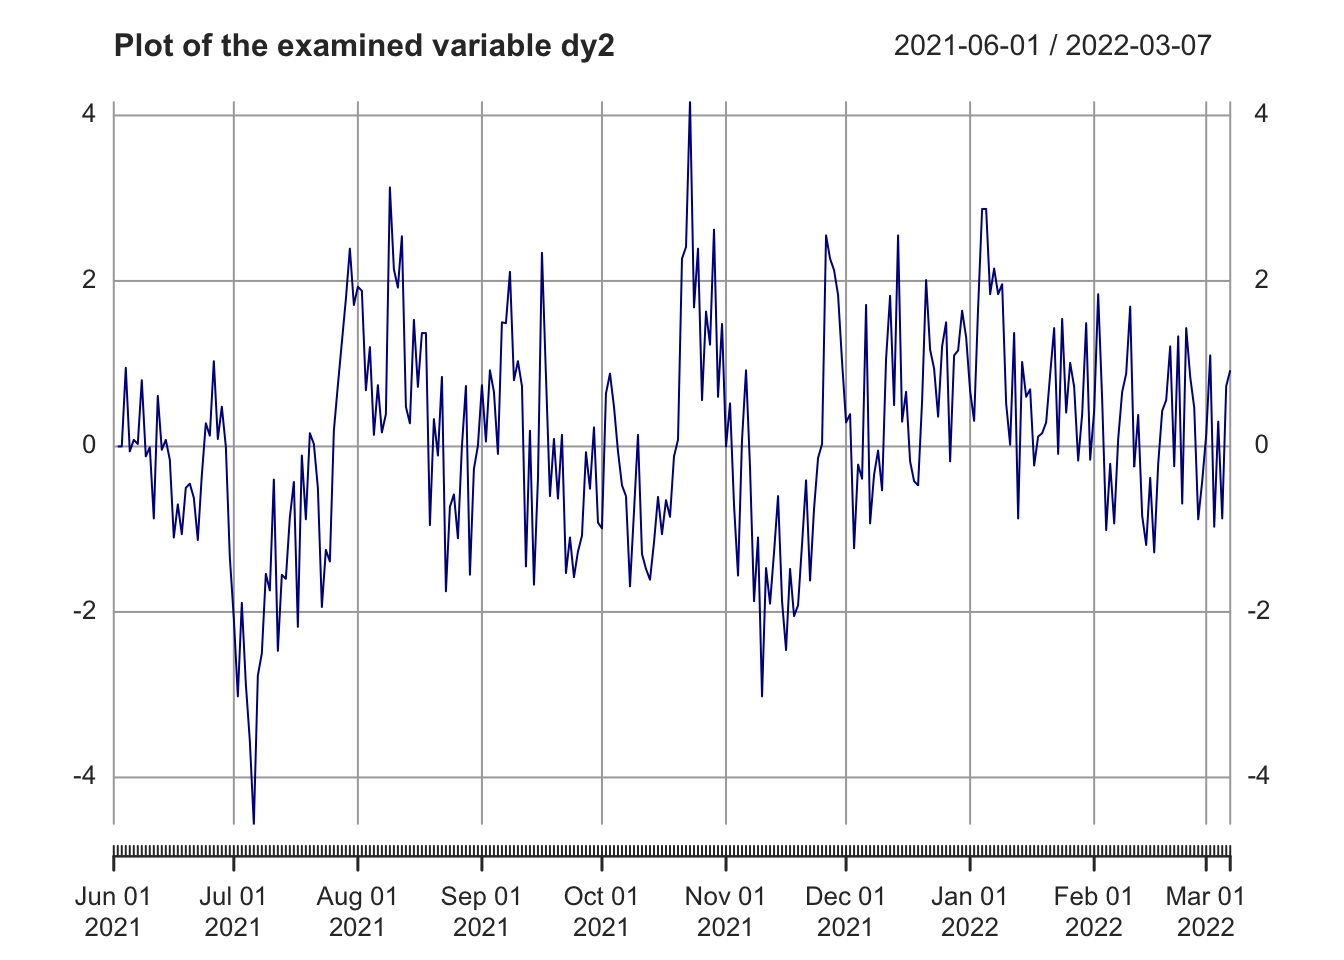 Plot of the examined variable dy2 2021-06-01 / 2022-03-07
4 4
2 2
0 0
-2 -2
-4 -4
Jun 01 Jul 01 Aug 01 Sep 01 Oct 01 Nov 01 Dec 01 Jan 01 Feb 01 Mar 01
2021 2021 2021 2021 2021 2021 2021 2022 2022 2022